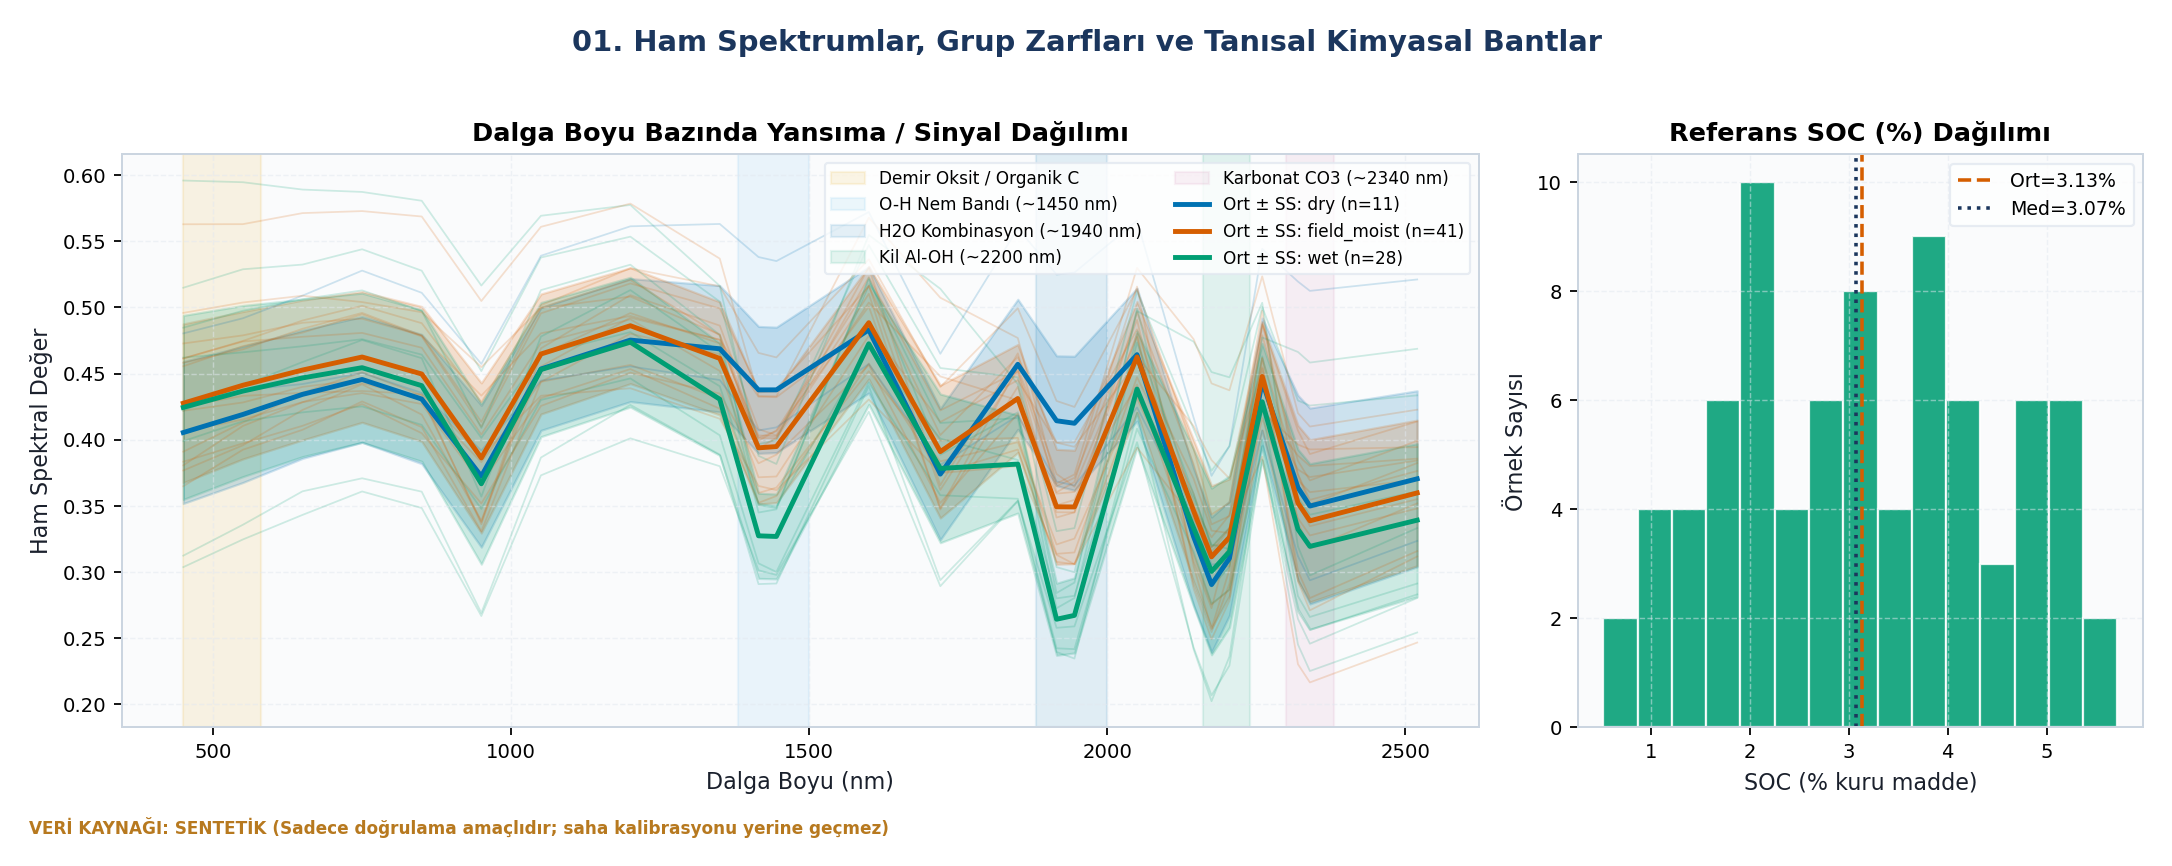 01. Ham Spektrumlar, Grup Zarfları ve Tanısal Kimyasal Bantlar
Dalga Boyu Bazında Yansıma / Sinyal Dağılımı
Ham Spektral Değer
0.60
0.55
0.50
0.45
0.40
0.35
0.30
0.25
0.20
Demir Oksit / Organik C
O-H Nem Bandı (~1450 nm)
H2O Kombinasyon (~1940 nm)
Kil Al-OH (~2200 nm)
Karbonat CO3 (~2340 nm)
Ort ± SS: dry (n=11)
Ort ± SS: field_moist (n=41)
Ort ± SS: wet (n=28)
500 1000 1500 2000 2500
Dalga Boyu (nm)
Referans SOC (%) Dağılımı
Örnek Sayısı
10
8
6
4
2
0
Ort=3.13%
Med=3.07%
1 2 3 4 5
SOC (% kuru madde)
VERİ KAYNAĞI: SENTETİK (Sadece doğrulama amaçlıdır; saha kalibrasyonu yerine geçmez)